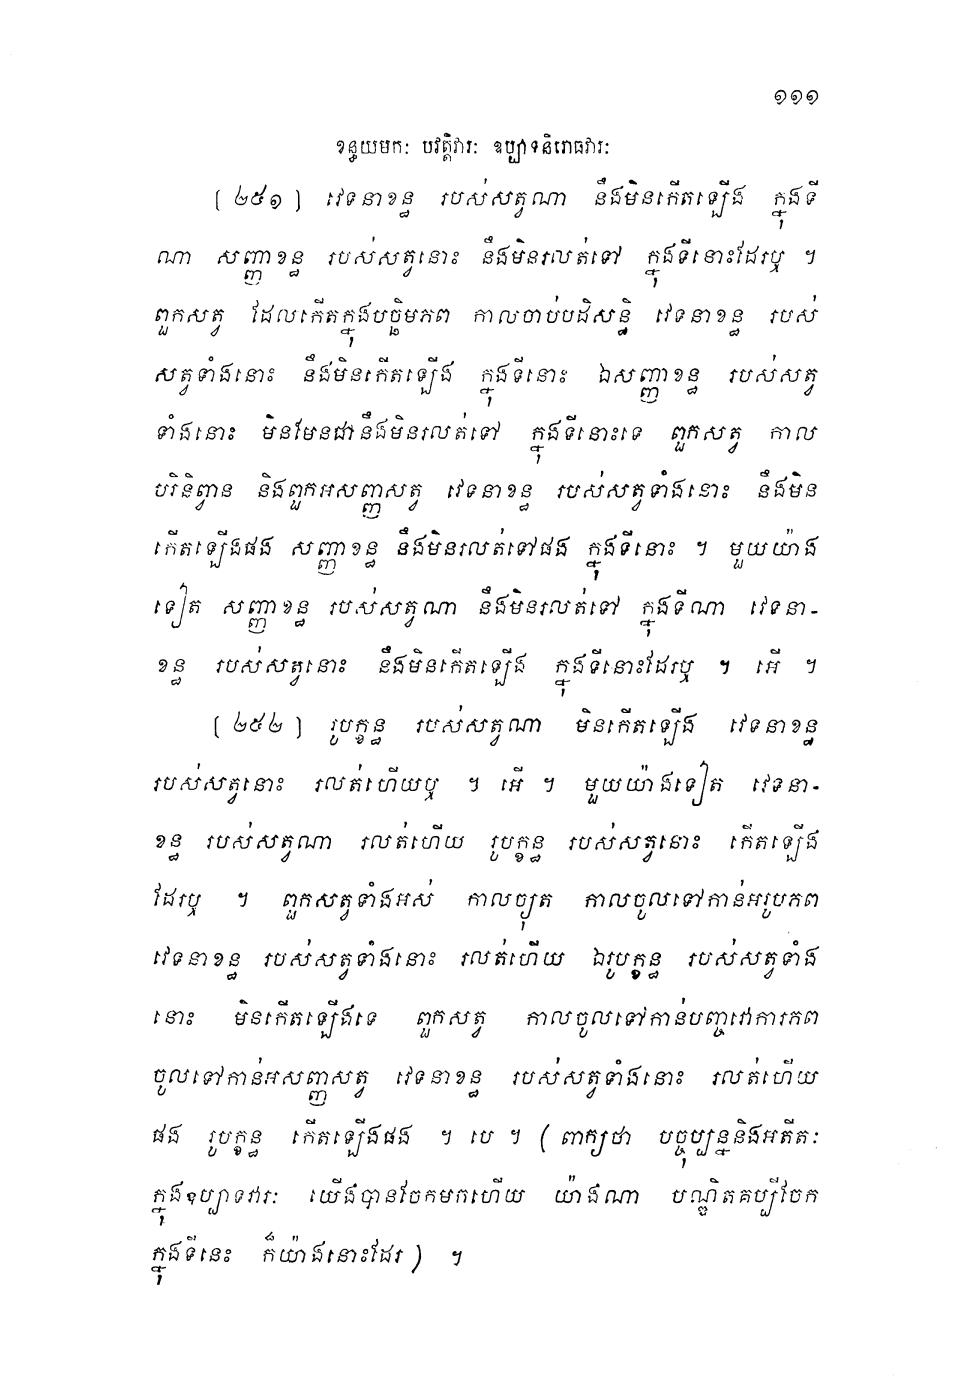 ១១១
ខន្ធយមកៈ បវត្តិវារៈ ឧប្បាទនិរោធវារៈ
[ ២៥១ ] វេទនាខន្ធ របស់សត្វណា នឹងមិនកើតឡើង ក្នុងទី
ណា សញ្ញាខន្ធ របស់សត្វនោះ នឹងមិនរលត់ទៅ ក្នុងទីនោះដែរឬ ។
ពួកសត្វ ដែលកើតក្នុងបច្ឆិមភព កាលចាប់បដិសន្ធិ វេទនាខន្ធ របស់
សត្វទាំងនោះ នឹងមិនកើតឡើង ក្នុងទីនោះ ឯសញ្ញាខន្ធ របស់សត្វ
ទាំងនោះ មិនមែនជានឹងមិនរលត់ទៅ ក្នុងទីនោះទេ ពួកសត្វ កាល
បរិនិព្វាន និងពួកអសញ្ញសត្វ វេទនាខន្ធ របស់សត្វទាំងនោះ នឹងមិន
កើតឡើងផង សញ្ញាខន្ធ នឹងមិនរលត់ទៅផង ក្នុងទីនោះ ។ មួយយ៉ាង
ទៀត សញ្ញាខន្ធ របស់សត្វណា នឹងមិនរលត់ទៅ ក្នុងទីណា វេទនា-
ខន្ធ របស់សត្វនោះ នឹងមិនកើតឡើង ក្នុងទីនោះដែរឬ ។ អើ ។
[ ២៥២ ] រូបក្ខន្ធ របស់សត្វណា មិនកើតឡើង វេទនាខន្ធ
របស់សត្វនោះ រលត់ហើយឬ ។ អើ ។ មួយយ៉ាងទៀត វេទនា-
ខន្ធ របស់សត្វណា រលត់ហើយ រូបក្ខន្ធ របស់សត្វនោះ កើតឡើង
ដែរឬ ។ ពួកសត្វទាំងអស់ កាលច្យុត កាលចូលទៅកាន់អរូបភព
វេទនាខន្ធ របស់សត្វទាំងនោះ រលត់ហើយ ឯរូបក្ខន្ធ របស់សត្វទាំង
នោះ មិនកើតឡើងទេ ពួកសត្វ កាលចូលទៅកាន់បញ្ចវោការភព
ចូលទៅកាន់អសញ្ញសត្វ វេទនាខន្ធ របស់សត្វទាំងនោះ រលត់ហើយ
ផង រូបក្ខន្ធ កើតឡើងផង ។ បេ ។ ( ពាក្យថា បច្ចុប្បន្ននិងអតីតៈ
ក្នុងឧប្បាទវារៈ យើងបានចែកមកហើយ យ៉ាងណា បណ្ឌិតគប្បីចែក
ក្នុងទីនេះ ក៏យ៉ាងនោះដែរ ) ។